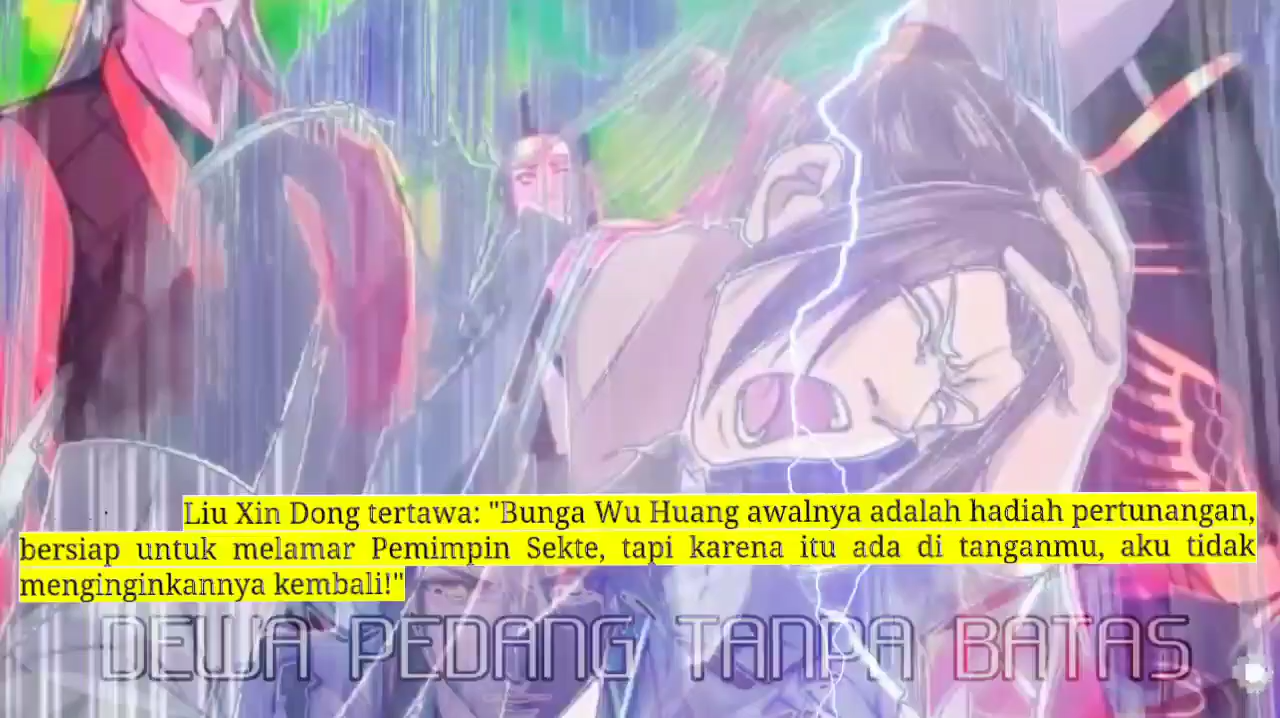 Liu Xin Dong tertawa: "Bunga Wu Huang awalnya adalah hadiah pertunangan,
bersiap untuk melamar Pemimpin Sekte, tapi karena itu ada di tanganmu, aku tidak
menginginkannya kembali!"
DEWA PEDANG TANPA BATAS